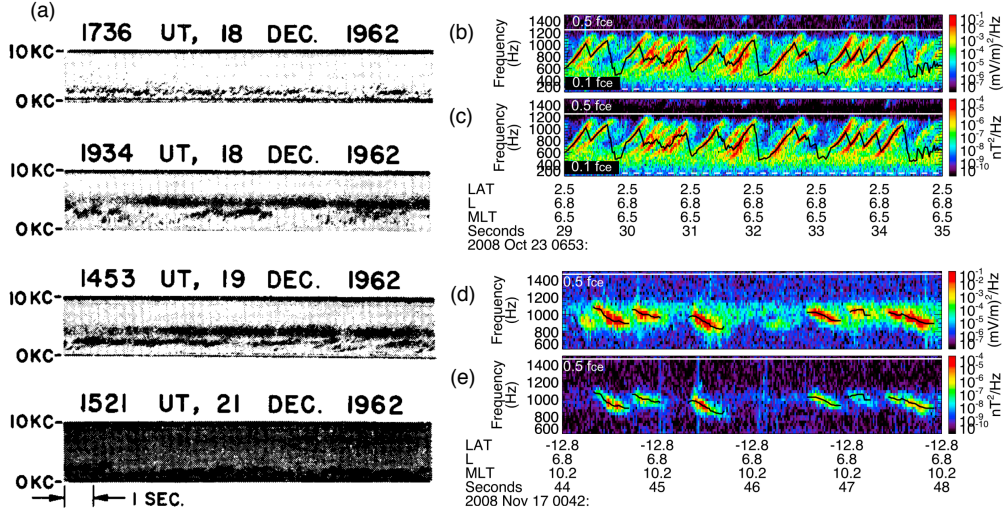 (a)
1736 UT, 18 DEC. 1962
10KC-
0KC-
1934 UT, 18 DEC. 1962
10KC-
0KC-
1453 UT, 19 DEC. 1962
10KC-
0KC-
1521 UT, 21 DEC. 1962
10KC-
0KC-
1 SEC.
(b)
Frequency
(Hz)
1400
1200
1000
800
600
400
200
0.5 fce
0.1 fce
10⁻¹
10⁻²
10⁻³
10⁻⁴
10⁻⁵
10⁻⁶
10⁻⁷
(mV/m)²/Hz
(c)
Frequency
(Hz)
1400
1200
1000
800
600
400
200
0.5 fce
0.1 fce
10⁻⁴
10⁻⁵
10⁻⁶
10⁻⁷
10⁻⁸
10⁻⁹
10⁻¹⁰
nT²/Hz
LAT 2.5 2.5 2.5 2.5 2.5 2.5 2.5
L 6.8 6.8 6.8 6.8 6.8 6.8 6.8
MLT 6.5 6.5 6.5 6.5 6.5 6.5 6.5
Seconds 29 30 31 32 33 34 35
2008 Oct 23 0653:
(d)
Frequency
(Hz)
1400
1200
1000
800
600
0.5 fce
10⁻¹
10⁻²
10⁻³
10⁻⁴
10⁻⁵
10⁻⁶
10⁻⁷
(mV/m)²/Hz
(e)
Frequency
(Hz)
1400
1200
1000
800
600
0.5 fce
10⁻⁴
10⁻⁵
10⁻⁶
10⁻⁷
10⁻⁸
10⁻⁹
10⁻¹⁰
nT²/Hz
LAT -12.8 -12.8 -12.8 -12.8 -12.8
L 6.8 6.8 6.8 6.8 6.8
MLT 10.2 10.2 10.2 10.2 10.2
Seconds 44 45 46 47 48
2008 Nov 17 0042: